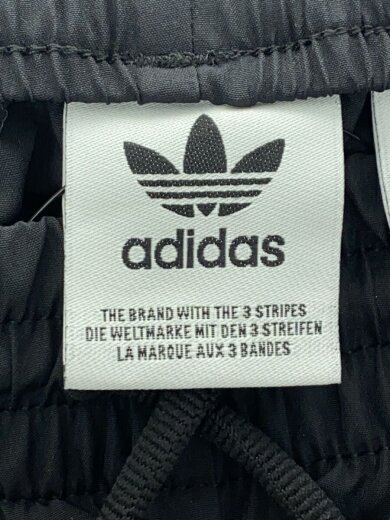 adidas
THE BRAND WITH THE 3 STRIPES
DIE WELTMARKE MIT DEN 3 STREIFEN
LA MARQUE AUX 3 BANDES